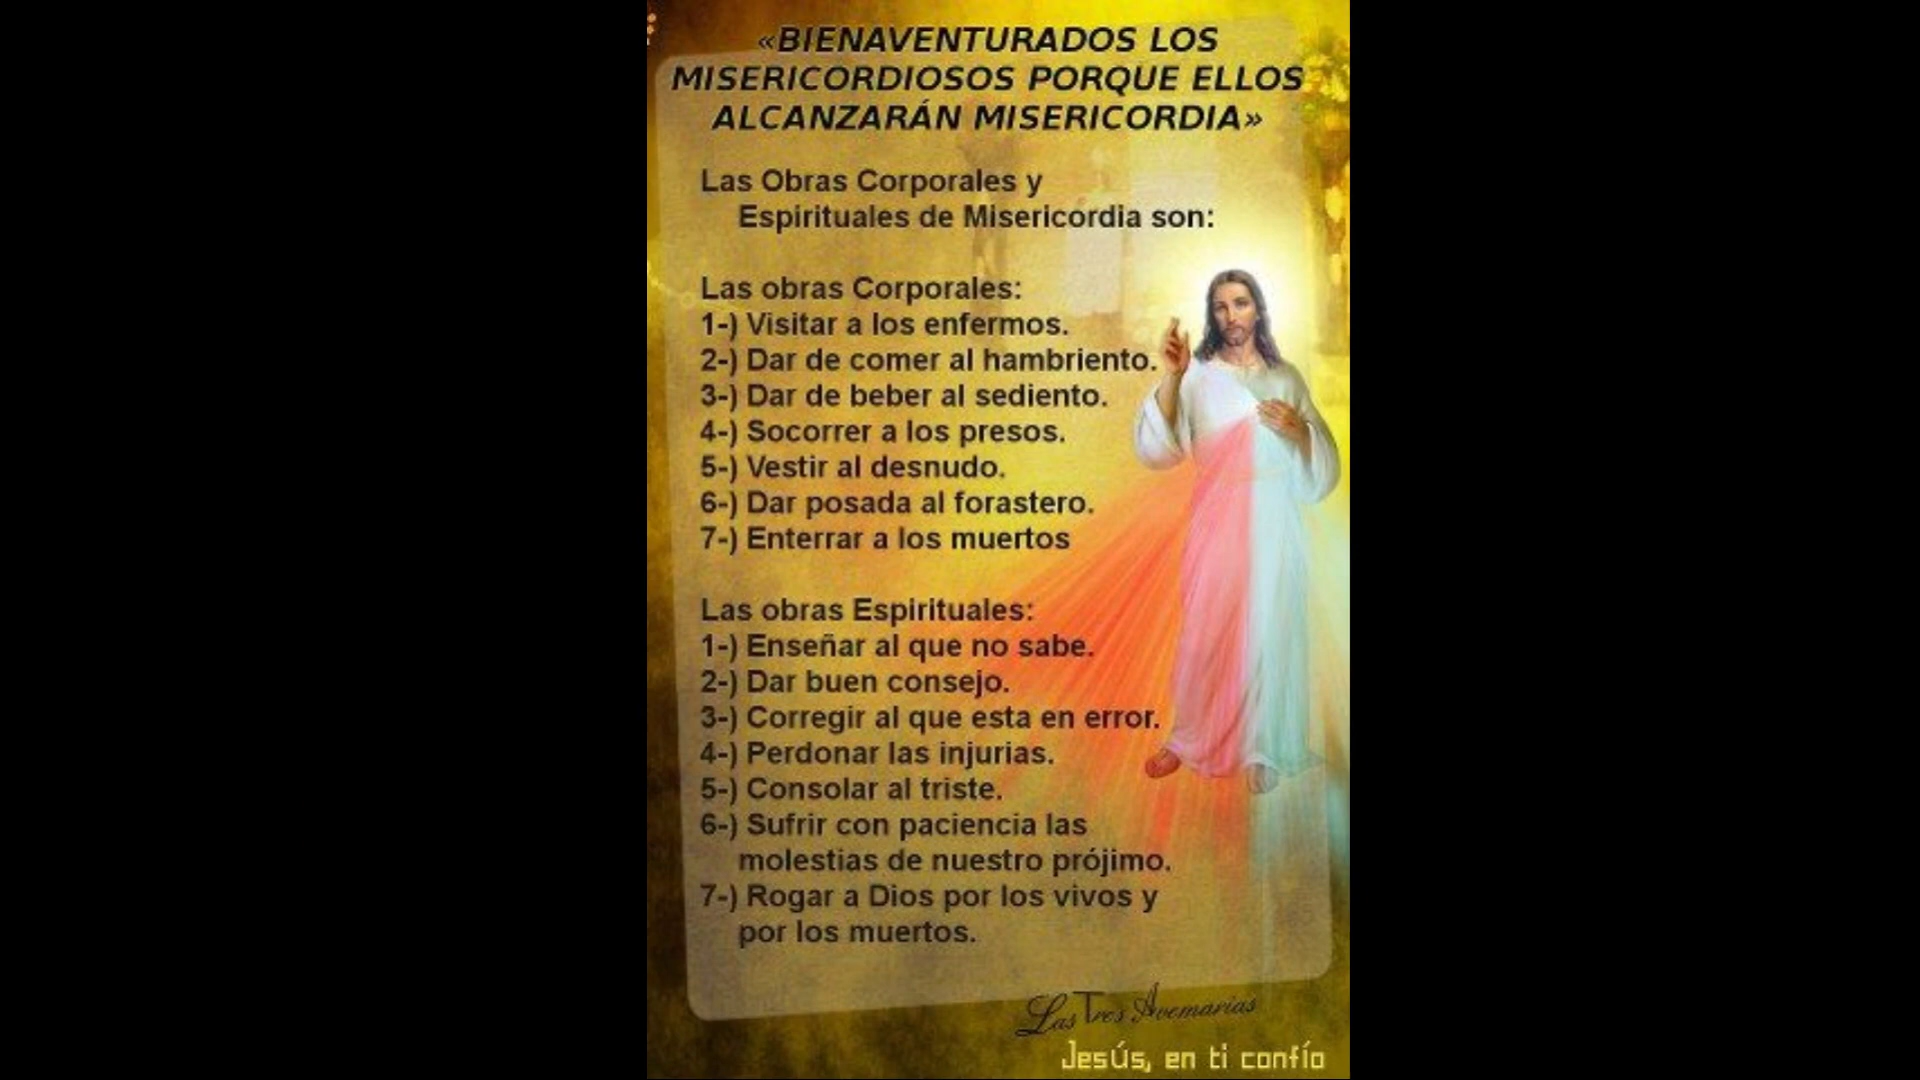 «BIENAVENTURADOS LOS
MISERICORDIOSOS PORQUE ELLOS
ALCANZARÁN MISERICORDIA»
Las Obras Corporales y
Espirituales de Misericordia son:
Las obras Corporales:
1-) Visitar a los enfermos.
2-) Dar de comer al hambriento.
3-) Dar de beber al sediento.
4-) Socorrer a los presos.
5-) Vestir al desnudo.
6-) Dar posada al forastero.
7-) Enterrar a los muertos
Las obras Espirituales:
1-) Enseñar al que no sabe.
2-) Dar buen consejo.
3-) Corregir al que esta en error.
4-) Perdonar las injurias.
5-) Consolar al triste.
6-) Sufrir con paciencia las
molestias de nuestro prójimo.
7-) Rogar a Dios por los vivos y
por los muertos.
Las Tres Avemarías
Jesús, en ti confío